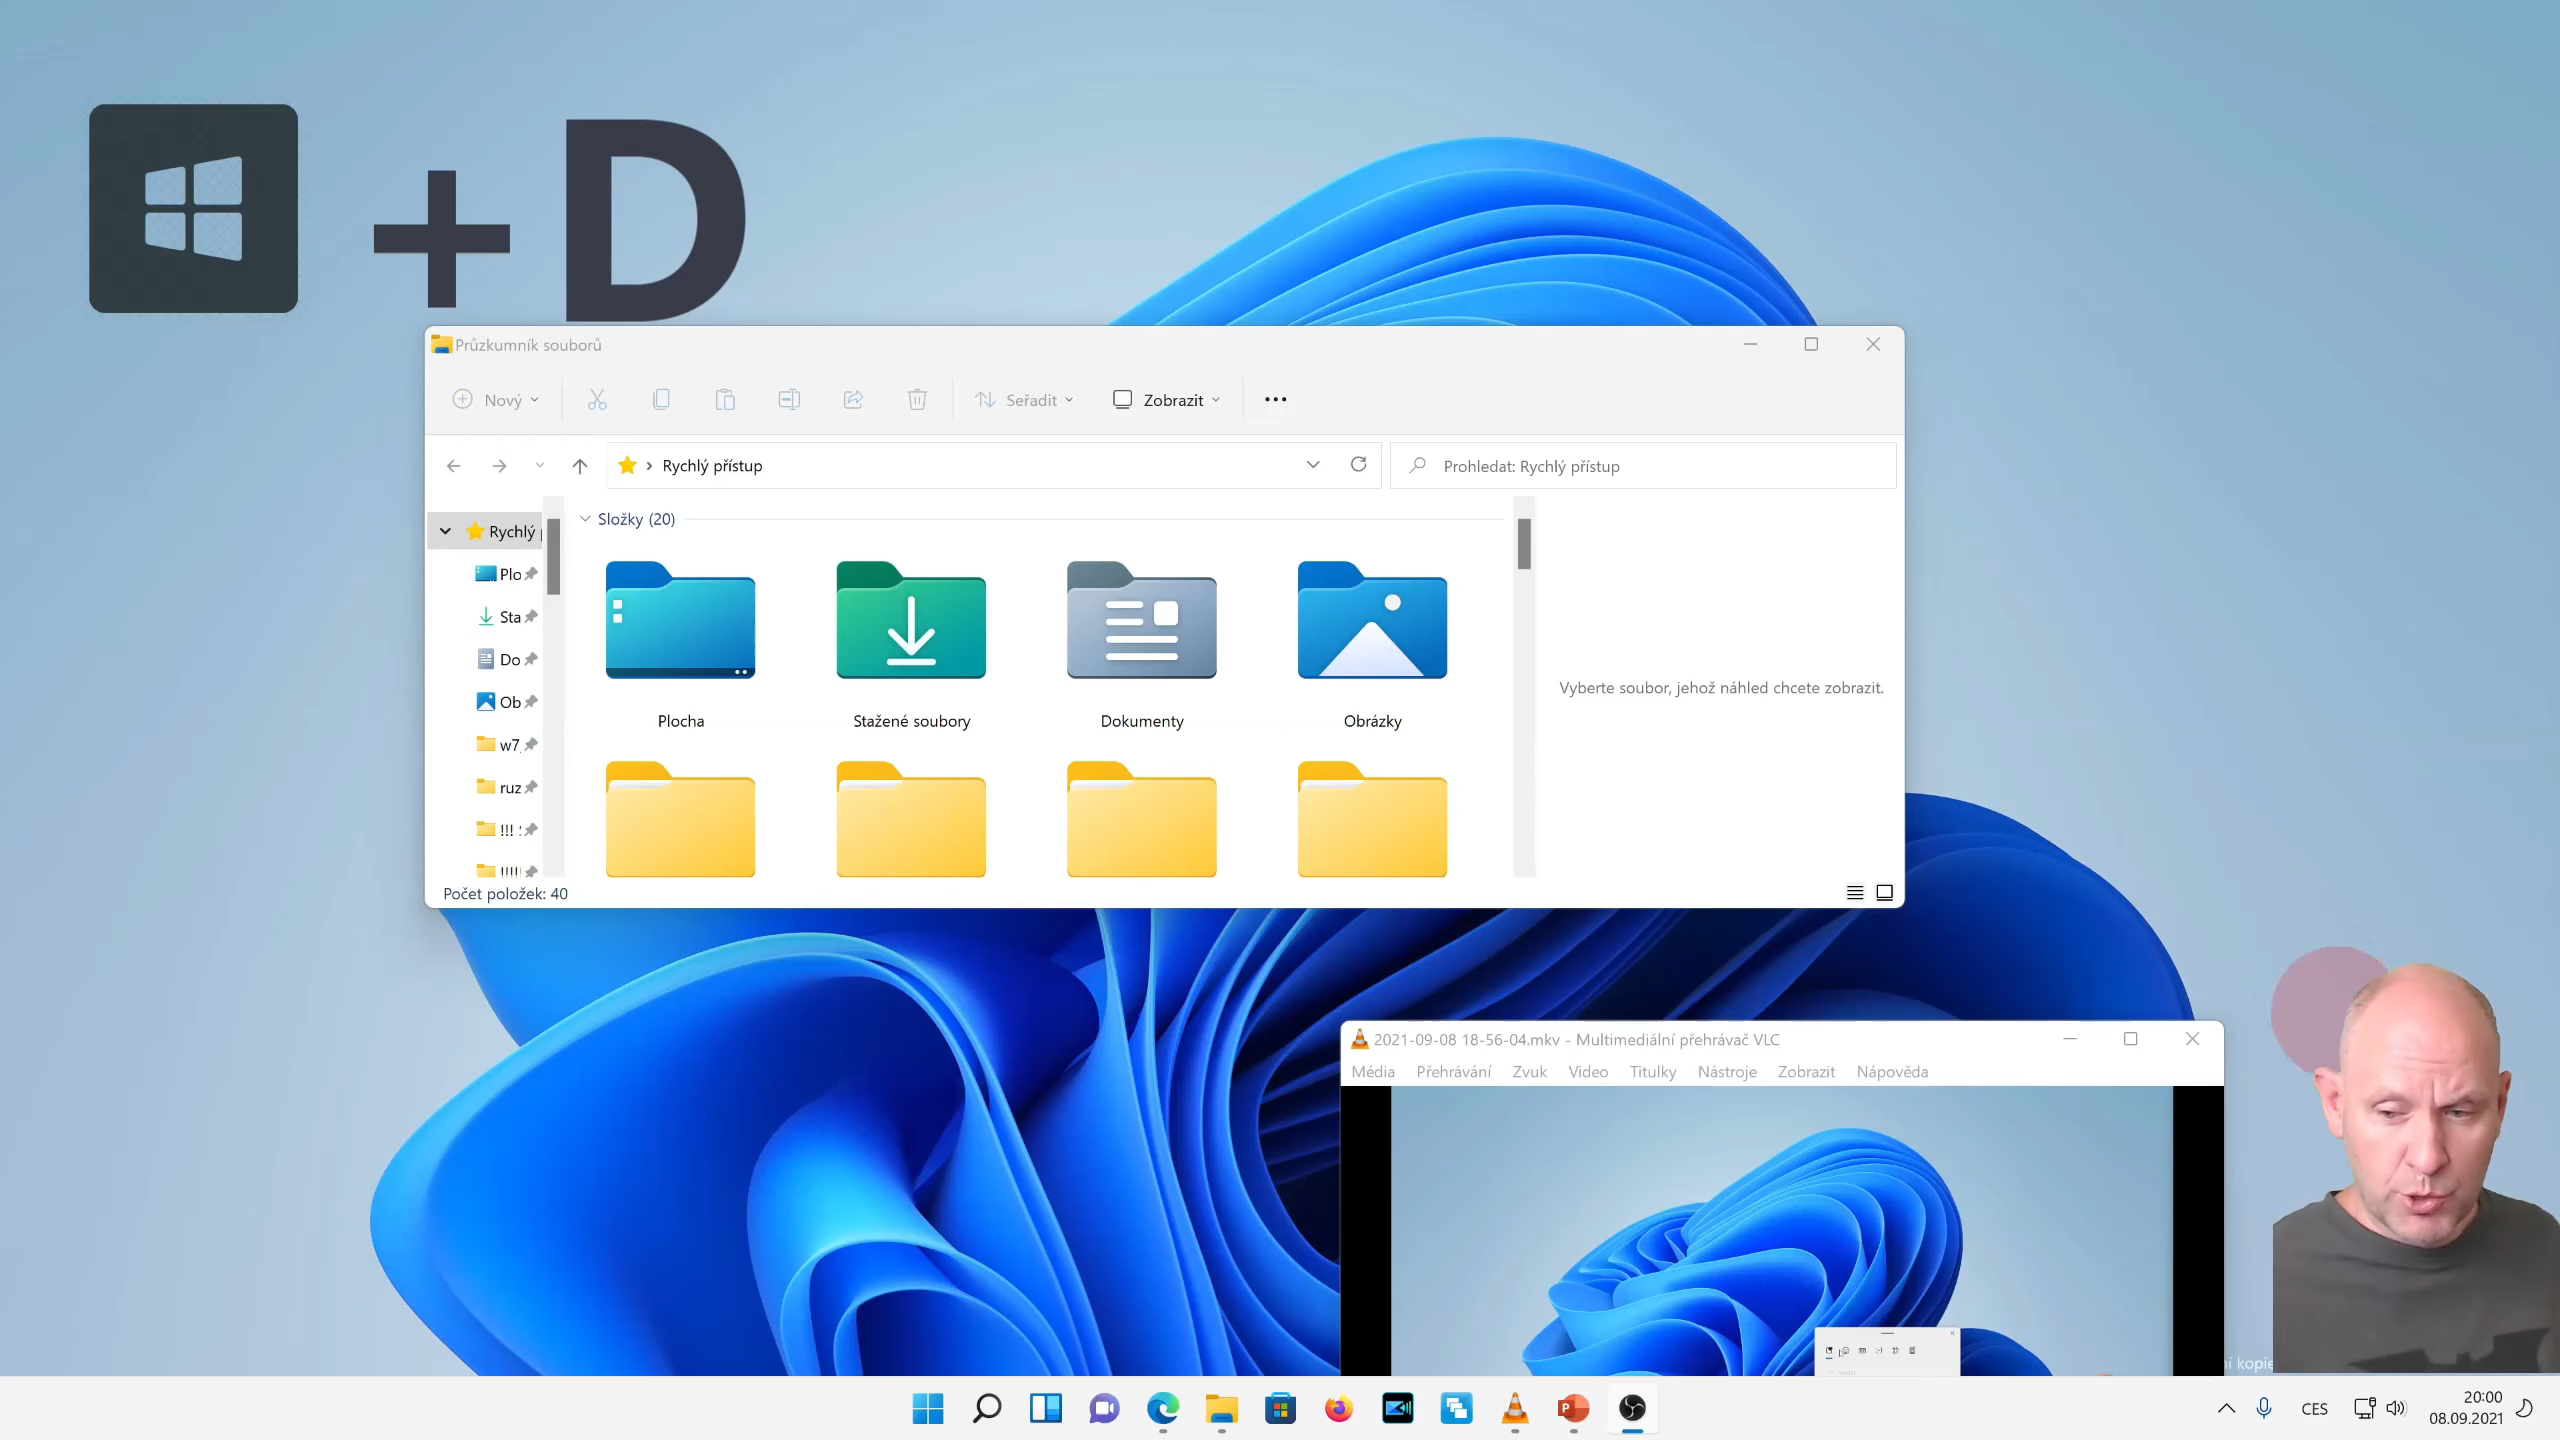 + D
Průzkumník souborů
Nový
Seřadit
Zobrazit
Rychlý přístup
Prohledat: Rychlý přístup
Rychlý
Složky (20)
Plo
Sta
Do
Ob
w7
ruz
!!!
!!!!!
Plocha
Stažené soubory
Dokumenty
Obrázky
Vyberte soubor, jehož náhled chcete zobrazit.
Počet položek: 40
2021-09-08 18-56-04.mkv - Multimediální přehrávač VLC
Média Přehrávání Zvuk Video Titulky Nástroje Zobrazit Nápověda
ní kopie
CES
20:00
08.09.2021